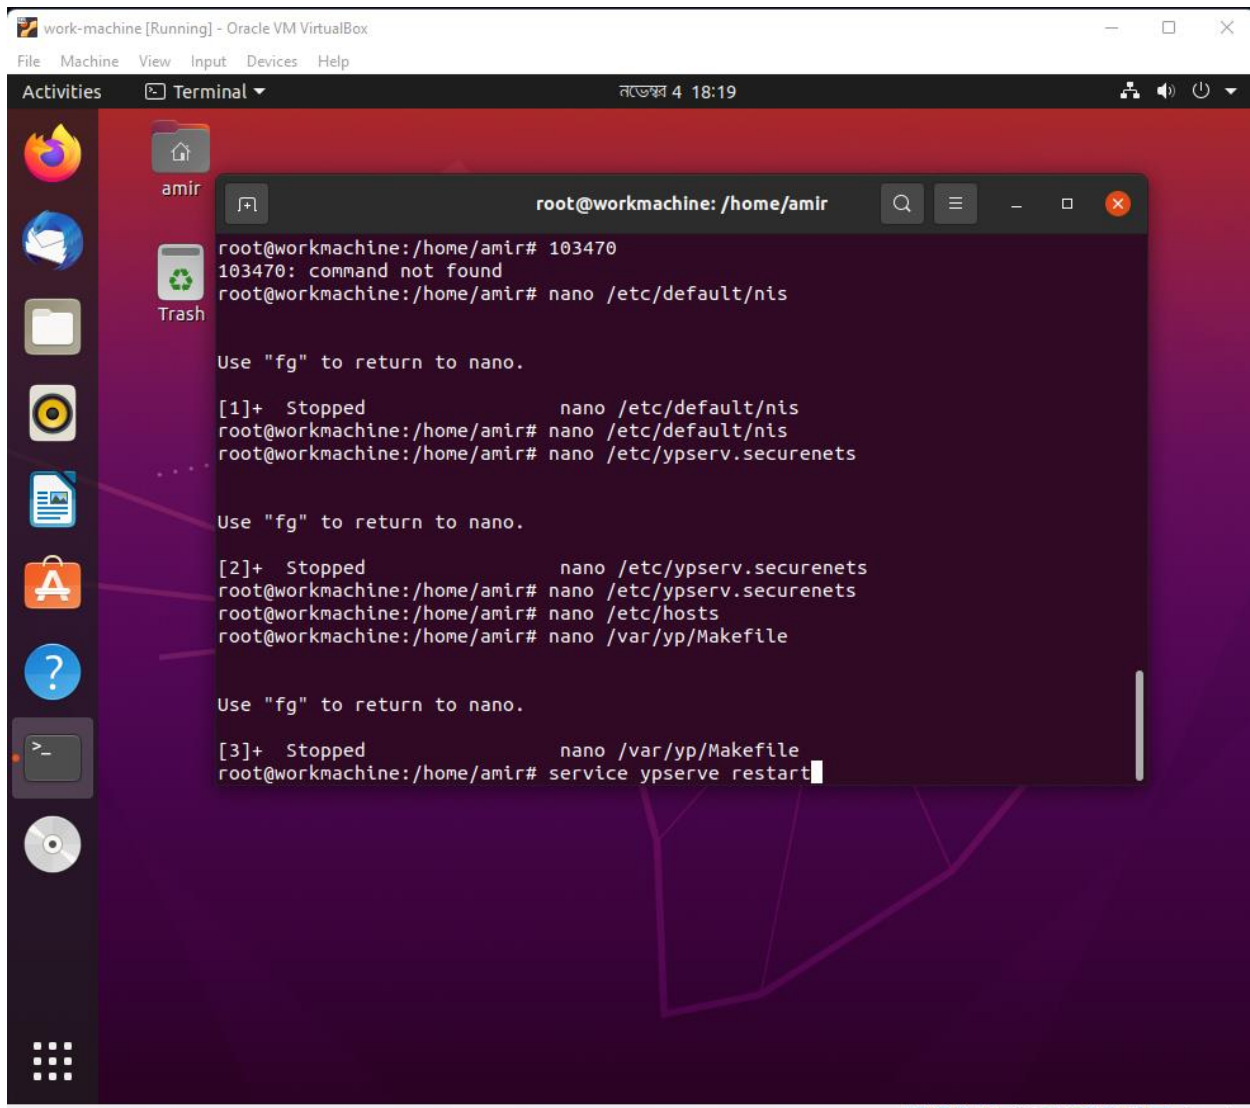 work-machine [Running] - Oracle VM VirtualBox
File Machine View Input Devices Help
Activities Terminal নভেম্বর 4 18:19
amir
Trash
root@workmachine: /home/amir
root@workmachine:/home/amir# 103470
103470: command not found
root@workmachine:/home/amir# nano /etc/default/nis
Use "fg" to return to nano.
[1]+ Stopped nano /etc/default/nis
root@workmachine:/home/amir# nano /etc/default/nis
root@workmachine:/home/amir# nano /etc/ypserv.securenets
Use "fg" to return to nano.
[2]+ Stopped nano /etc/ypserv.securenets
root@workmachine:/home/amir# nano /etc/ypserv.securenets
root@workmachine:/home/amir# nano /etc/hosts
root@workmachine:/home/amir# nano /var/yp/Makefile
Use "fg" to return to nano.
[3]+ Stopped nano /var/yp/Makefile
root@workmachine:/home/amir# service ypserve restart